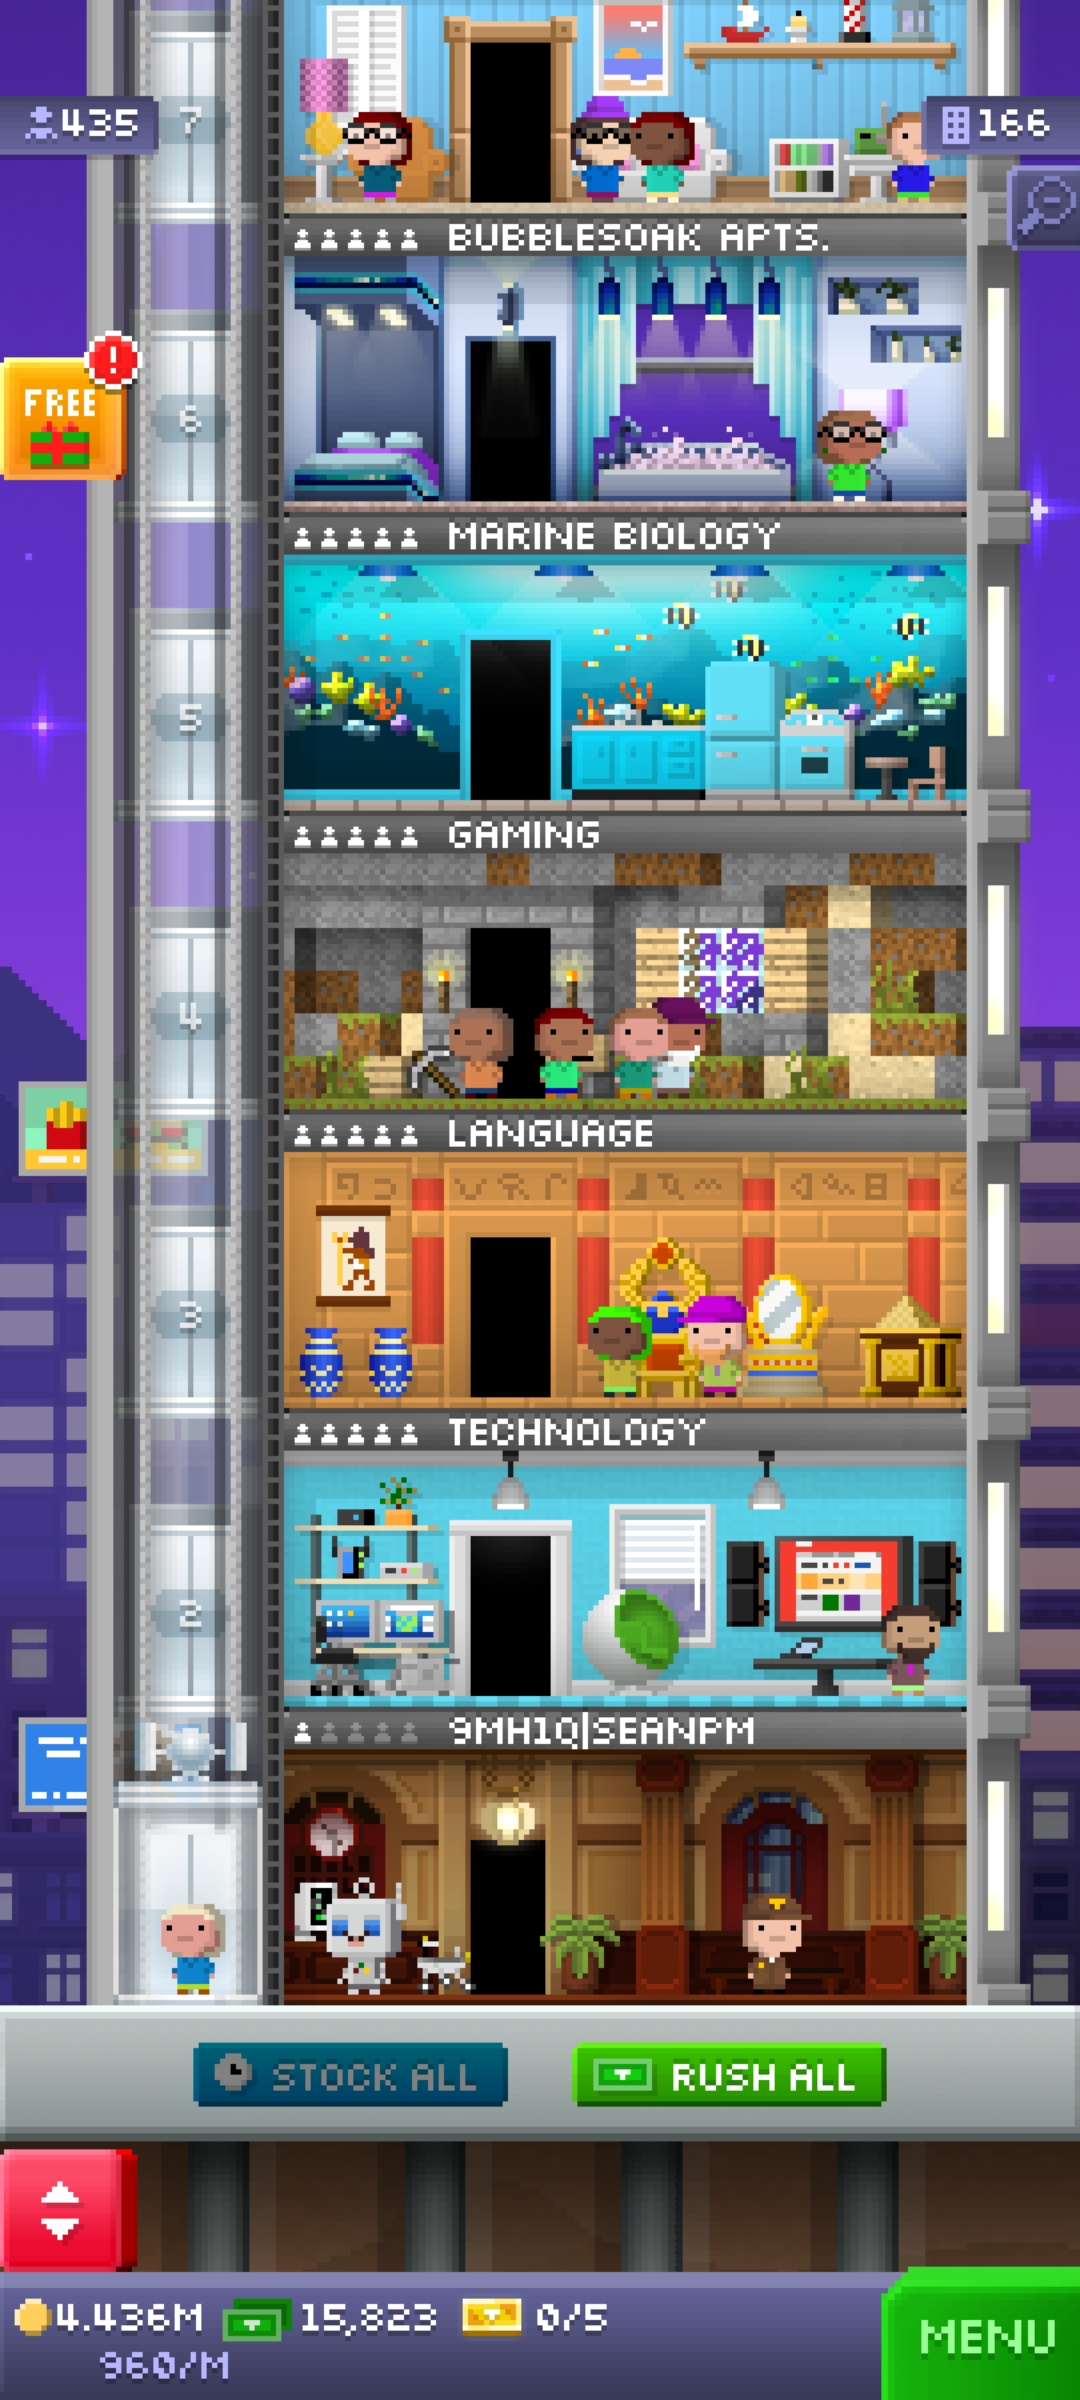 435
7
166
BUBBLESOAK APTS.
FREE
!
6
MARINE BIOLOGY
5
GAMING
4
LANGUAGE
3
TECHNOLOGY
2
9MH1Q|SEANPM
1
STOCK ALL
RUSH ALL
4.436M
15,823
0/5
960/M
MENU